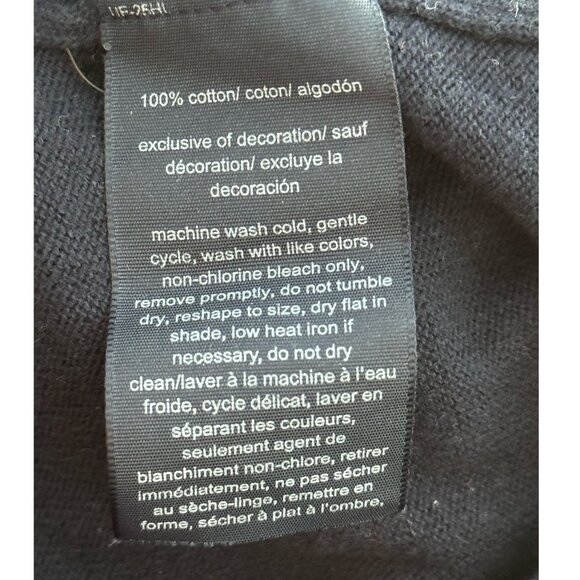 100% cotton/ coton/ algodón
exclusive of decoration/ sauf
décoration/ excluye la
decoración
machine wash cold, gentle
cycle, wash with like colors,
non-chlorine bleach only,
remove promptly, do not tumble
dry, reshape to size, dry flat in
shade, low heat iron if
necessary, do not dry
clean/laver à la machine à l'eau
froide, cycle délicat, laver en
séparant les couleurs,
seulement agent de
blanchiment non-chlore, retirer
immédiatement, ne pas sécher
au sèche-linge, remettre en
forme, sécher à plat à l'ombre,